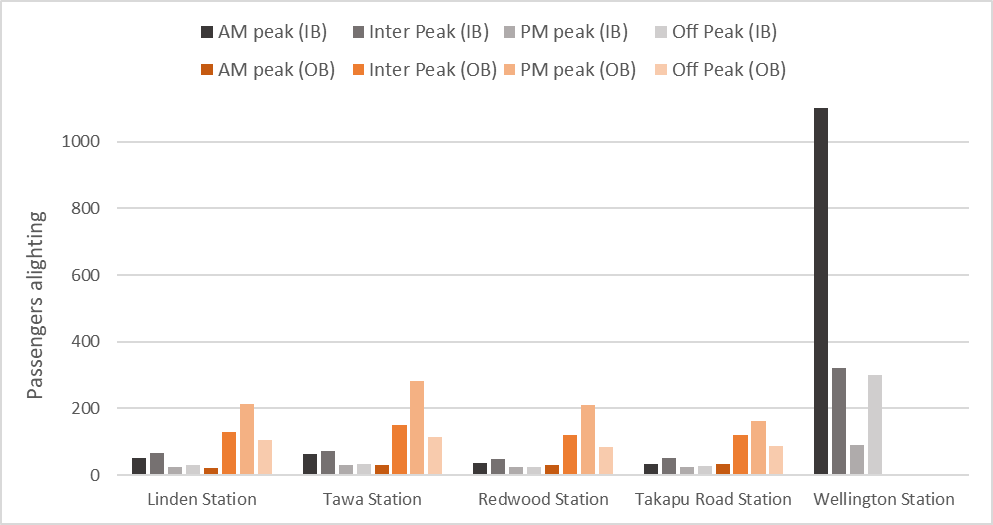 AM peak (IB) Inter Peak (IB) PM peak (IB) Off Peak (IB)
AM peak (OB) Inter Peak (OB) PM peak (OB) Off Peak (OB)
Passengers alighting
1000
800
600
400
200
0
Linden Station Tawa Station Redwood Station Takapu Road Station Wellington Station